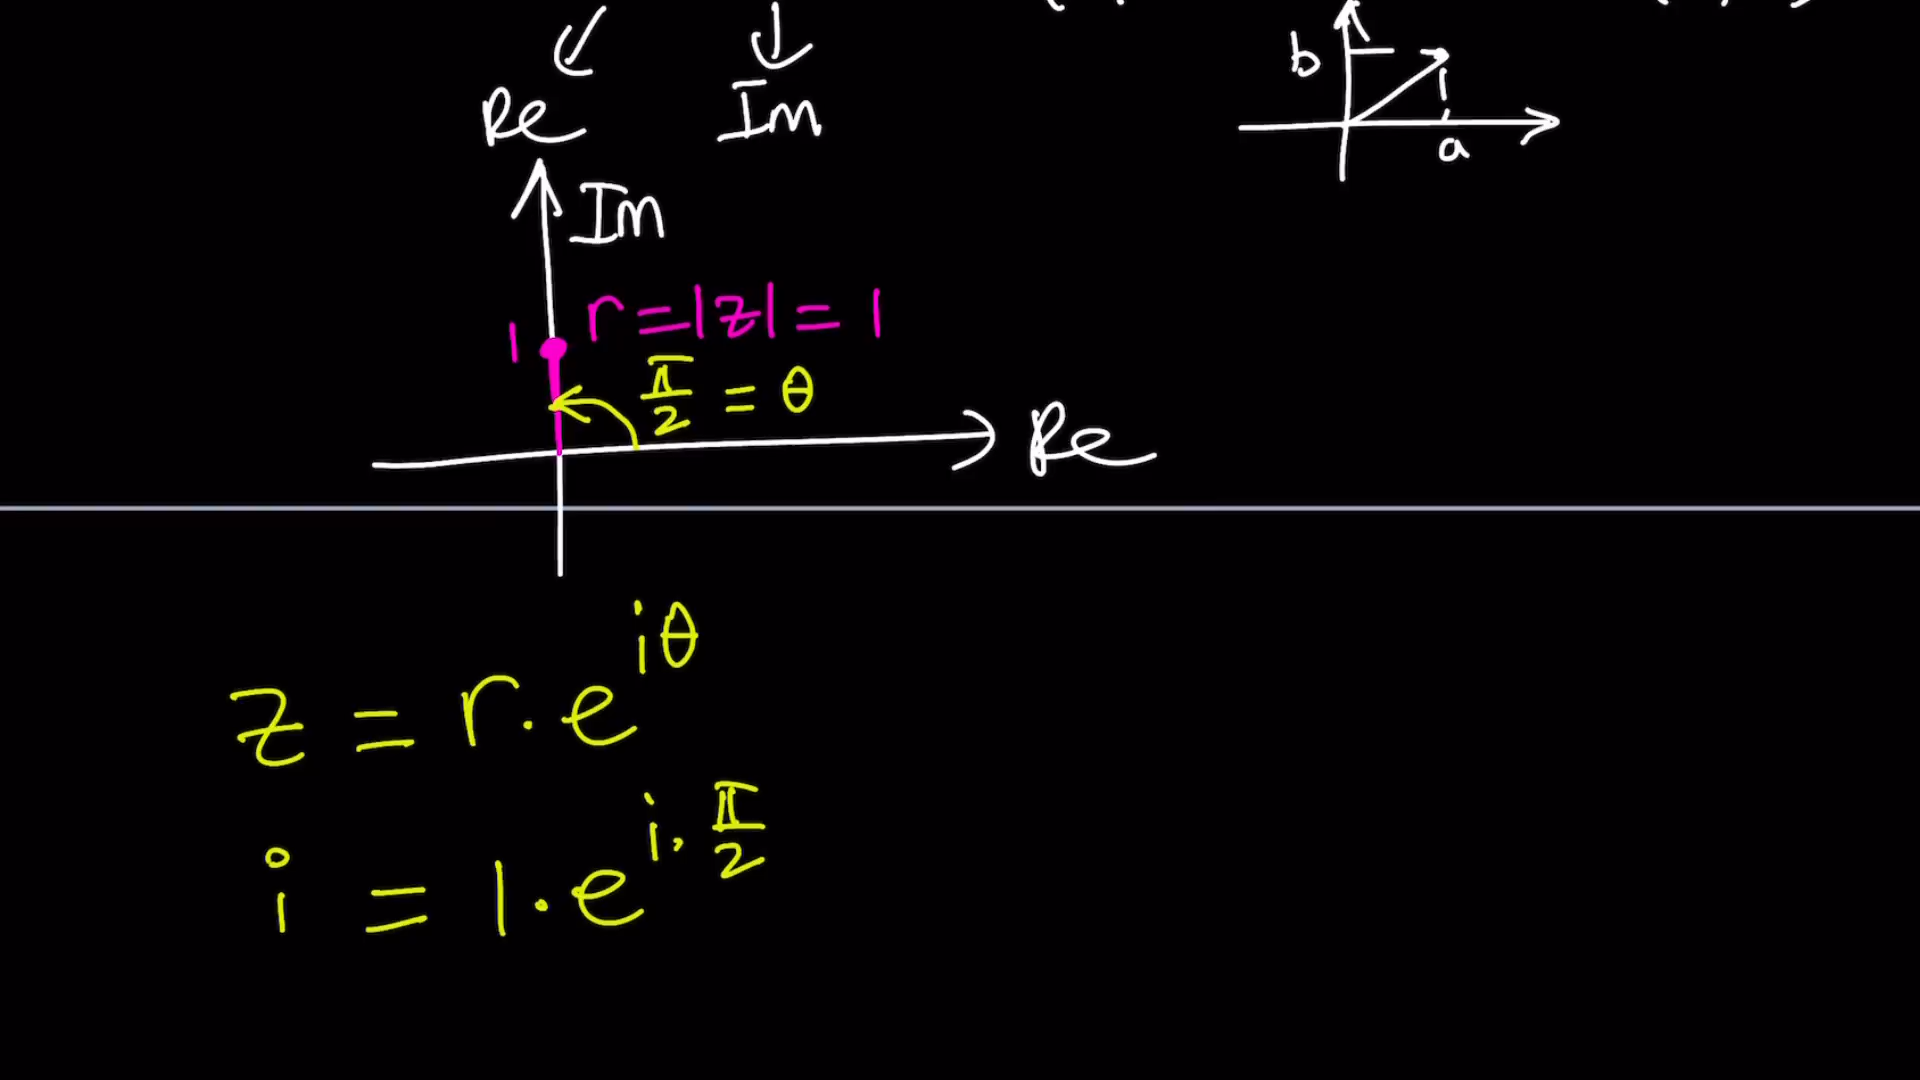 b
Re Im
a
Im
1 r=|z|=1
π/2 = θ
Re
z = r·e^{iθ}
i = 1·e^{i·π/2}